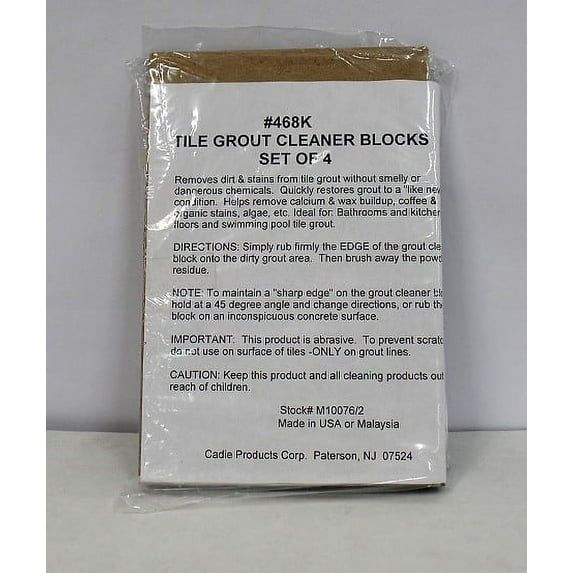 #468K
TILE GROUT CLEANER BLOCKS
SET OF 4
Removes dirt & stains from tile grout without smelly or
dangerous chemicals. Quickly restores grout to a "like new
condition. Helps remove calcium & wax buildup, coffee &
organic stains, algae, etc. Ideal for: Bathrooms and kitchen
floors and swimming pool tile grout.
DIRECTIONS: Simply rub firmly the EDGE of the grout cle
block onto the dirty grout area. Then brush away the powd
residue.
NOTE: To maintain a "sharp edge" on the grout cleaner blo
hold at a 45 degree angle and change directions, or rub the
block on an inconspicuous concrete surface.
IMPORTANT: This product is abrasive. To prevent scratc
do not use on surface of tiles -ONLY on grout lines.
CAUTION: Keep this product and all cleaning products out
reach of children.
Stock# M10076/2
Made in USA or Malaysia
Cadie Products Corp. Paterson, NJ 07524